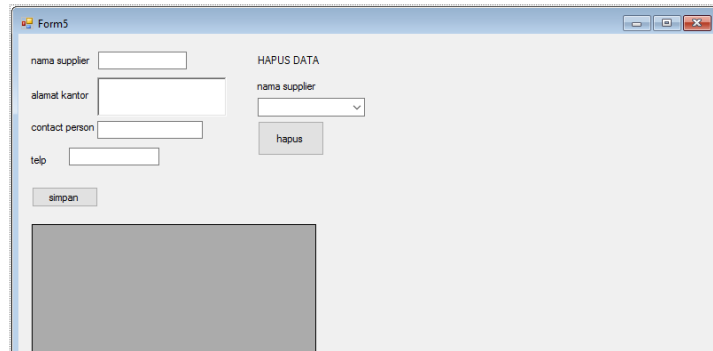 Form5
nama supplier
alamat kantor
contact person
telp
simpan
HAPUS DATA
nama supplier
hapus